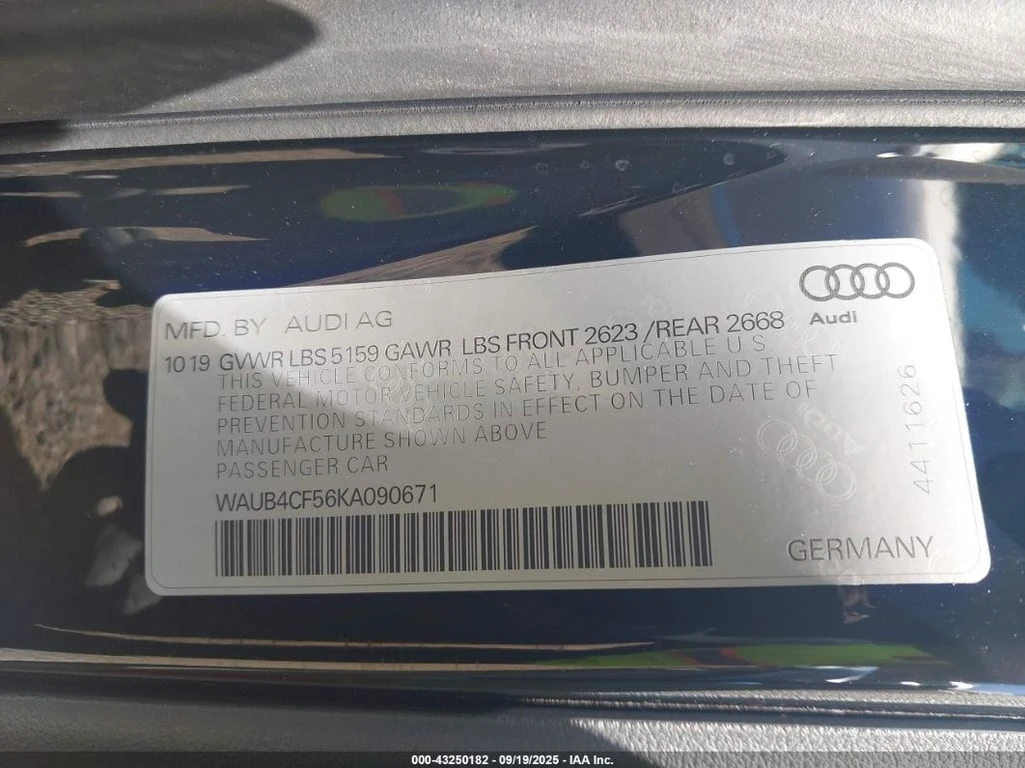 MFD. BY AUDI AG
Audi
10 19 GVWR LBS 5159 GAWR LBS FRONT 2623 /REAR 2668
THIS VEHICLE CONFORMS TO ALL APPLICABLE U.S.
FEDERAL MOTOR VEHICLE SAFETY, BUMPER AND THEFT
PREVENTION STANDARDS IN EFFECT ON THE DATE OF
MANUFACTURE SHOWN ABOVE
PASSENGER CAR
WAUB4CF56KA090671
4411626
Audi
GERMANY
000-43250182 - 09/19/2025 - IAA Inc.